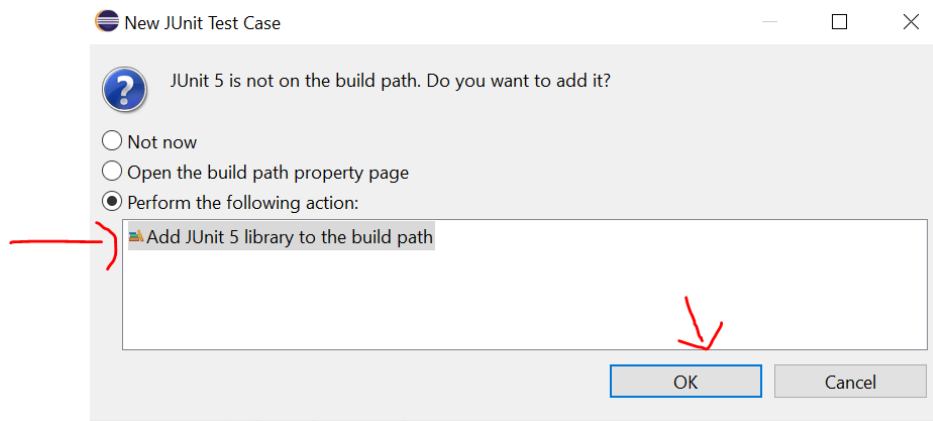 New JUnit Test Case
JUnit 5 is not on the build path. Do you want to add it?
Not now
Open the build path property page
Perform the following action:
Add JUnit 5 library to the build path
OK Cancel